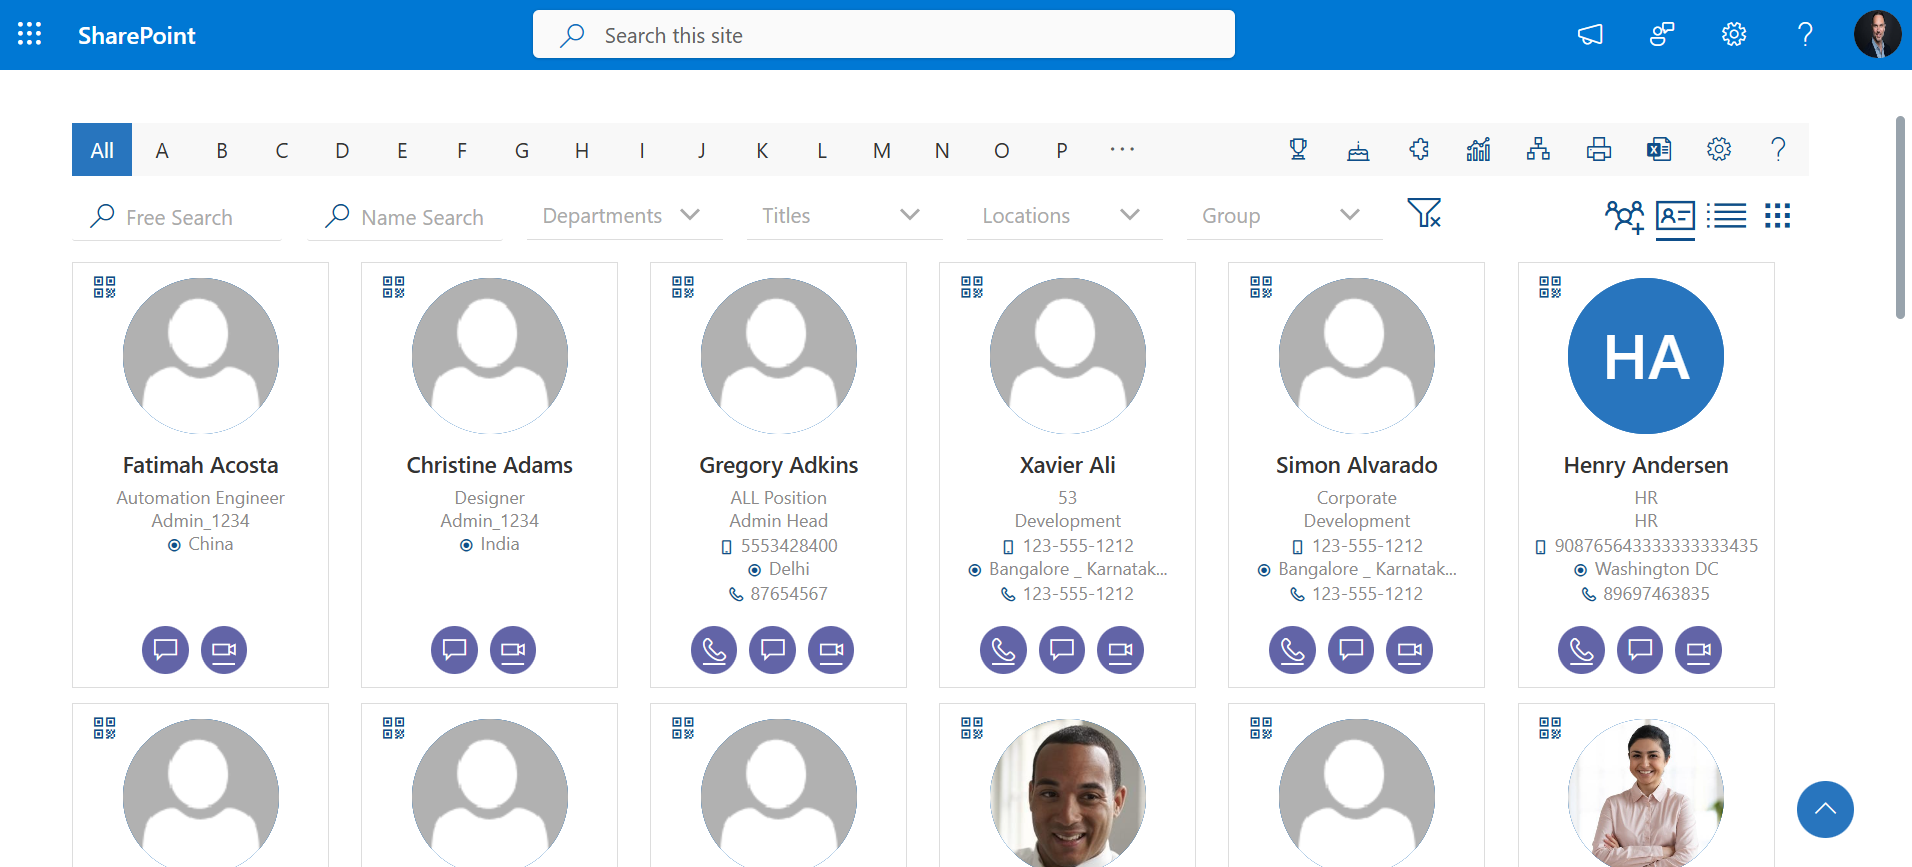 SharePoint
Search this site
All A B C D E F G H I J K L M N O P ...
Free Search
Name Search
Departments
Titles
Locations
Group
Fatimah Acosta
Automation Engineer
Admin_1234
China
Christine Adams
Designer
Admin_1234
India
Gregory Adkins
ALL Position
Admin Head
5553428400
Delhi
87654567
Xavier Ali
53
Development
123-555-1212
Bangalore _ Karnatak...
123-555-1212
Simon Alvarado
Corporate
Development
123-555-1212
Bangalore _ Karnatak...
123-555-1212
HA
Henry Andersen
HR
HR
908765643333333333435
Washington DC
89697463835